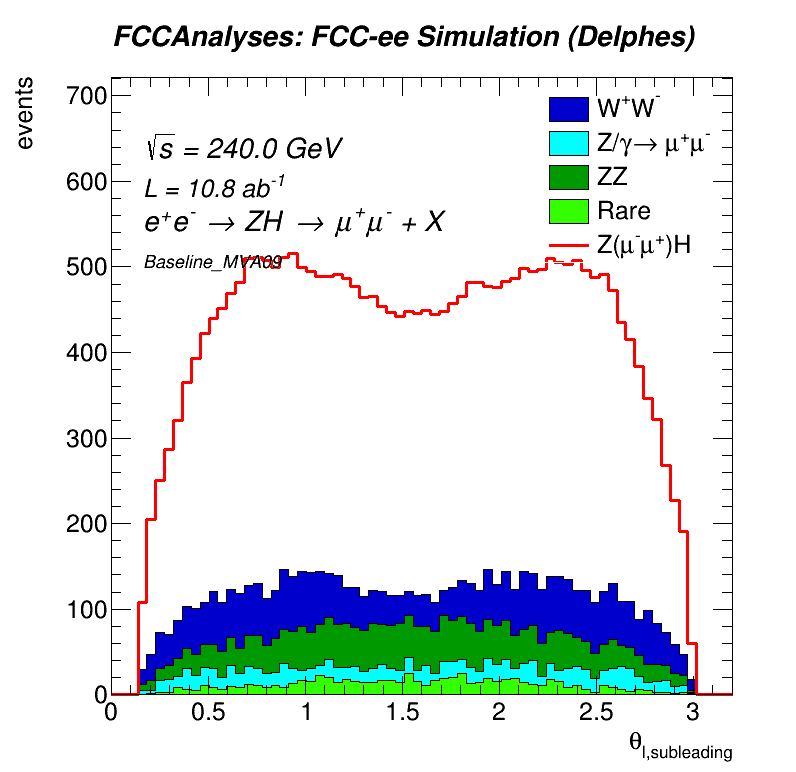 FCCAnalyses: FCC-ee Simulation (Delphes)
events
700
600
500
400
300
200
100
0
√s = 240.0 GeV
L = 10.8 ab⁻¹
e⁺e⁻ → ZH → μ⁺μ⁻ + X
Baseline_MVA09
W⁺W⁻
Z/γ→ μ⁺μ⁻
ZZ
Rare
Z(μ⁻μ⁺)H
0 0.5 1 1.5 2 2.5 3
θl,subleading